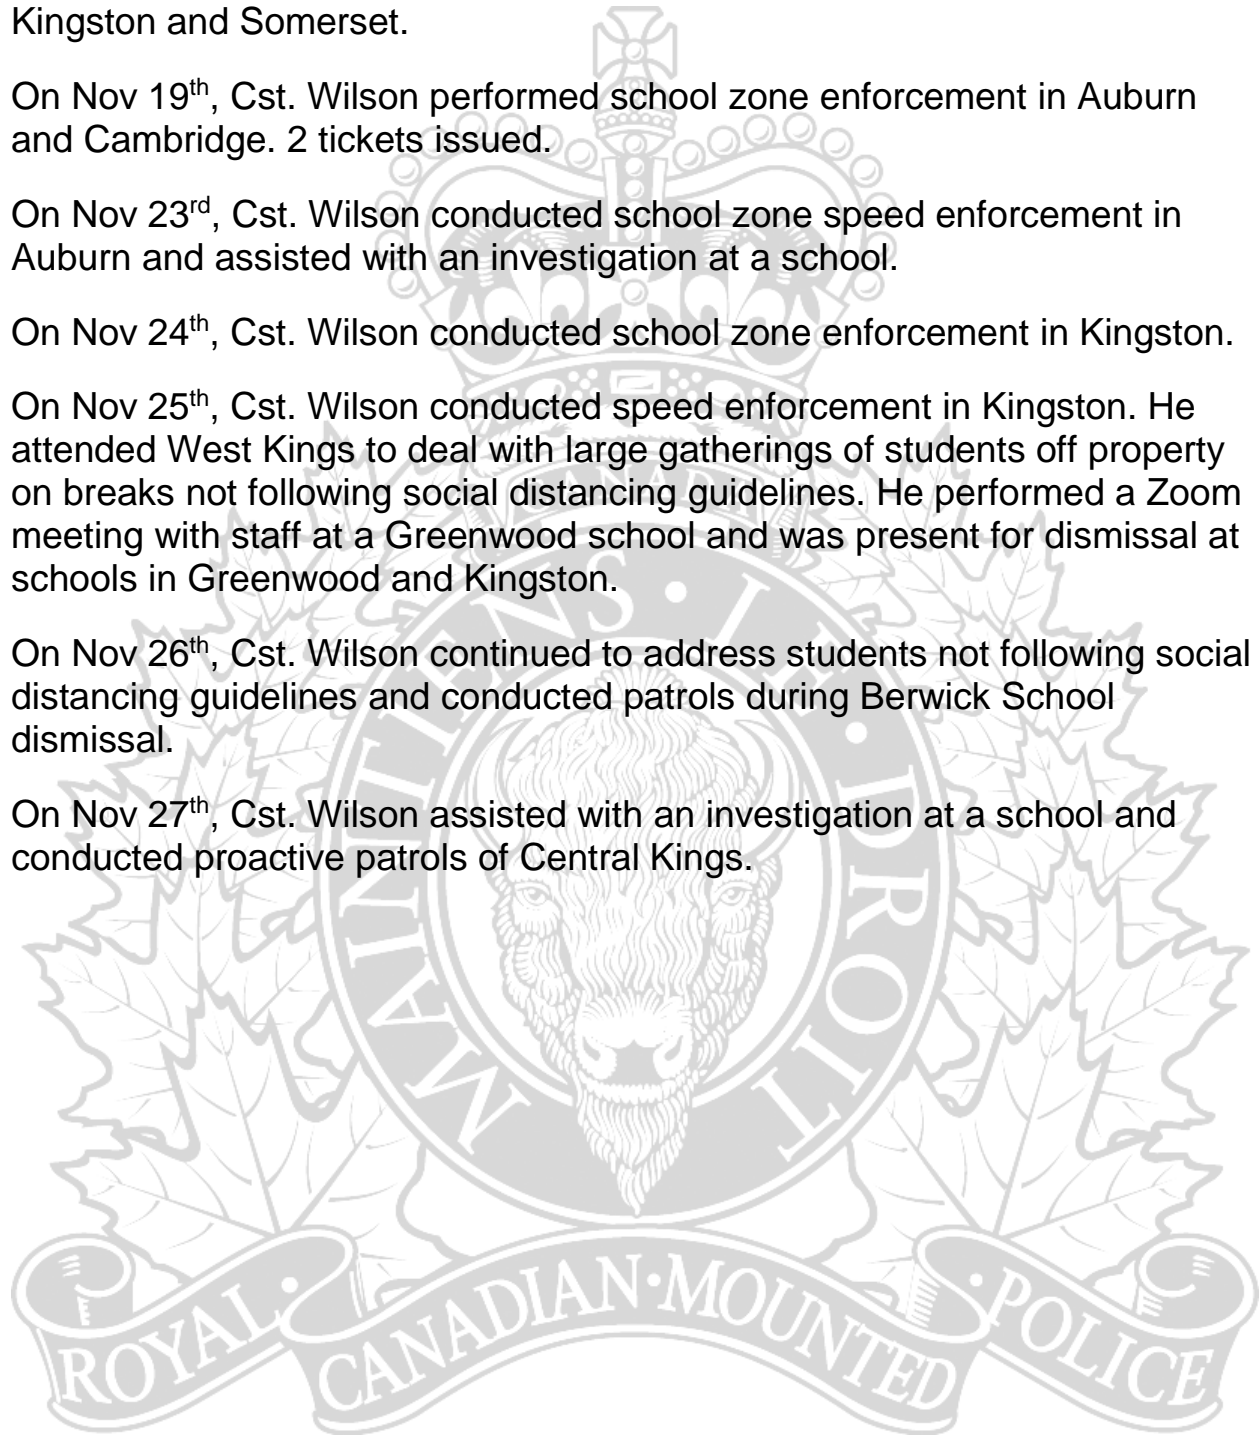 Kingston and Somerset.
On Nov 19th, Cst. Wilson performed school zone enforcement in Auburn
and Cambridge. 2 tickets issued.
On Nov 23rd, Cst. Wilson conducted school zone speed enforcement in
Auburn and assisted with an investigation at a school.
On Nov 24th, Cst. Wilson conducted school zone enforcement in Kingston.
On Nov 25th, Cst. Wilson conducted speed enforcement in Kingston. He
attended West Kings to deal with large gatherings of students off property
on breaks not following social distancing guidelines. He performed a Zoom
meeting with staff at a Greenwood school and was present for dismissal at
schools in Greenwood and Kingston.
On Nov 26th, Cst. Wilson continued to address students not following social
distancing guidelines and conducted patrols during Berwick School
dismissal.
On Nov 27th, Cst. Wilson assisted with an investigation at a school and
conducted proactive patrols of Central Kings.
CANADA
MAINTIENS LE DROIT
ROYAL · CANADIAN · MOUNTED · POLICE